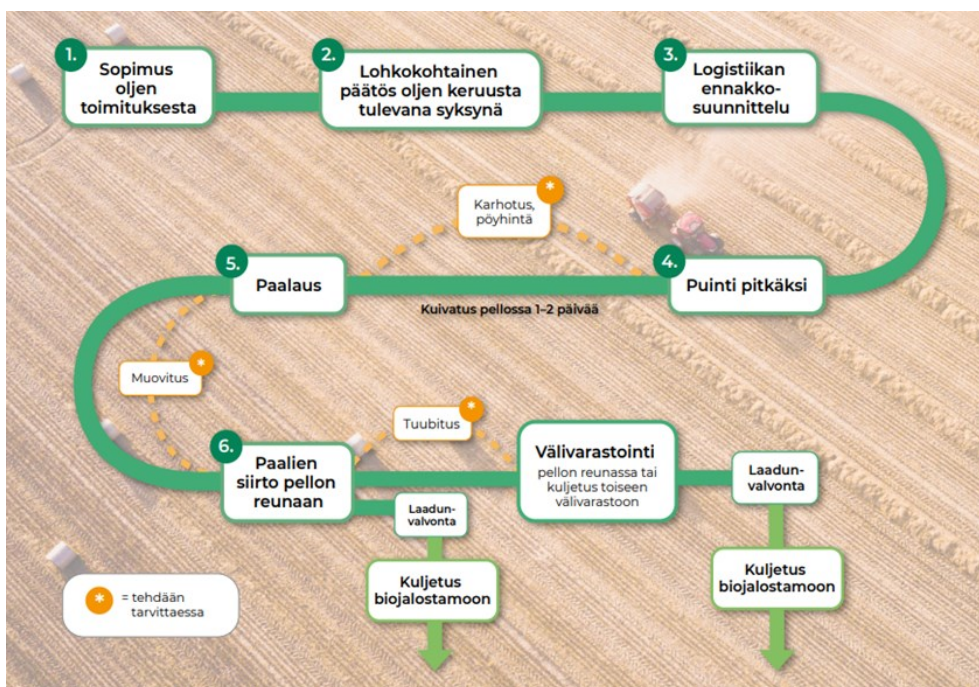 1.
Sopimus
oljen
toimituksesta
2.
Lohkokohtainen
päätös oljen keruusta
tulevana syksynä
3.
Logistiikan
ennakko-
suunnittelu
*
Karhotus,
pöyhintä
4.
Puinti pitkäksi
Kuivatus pellossa 1–2 päivää
5.
Paalaus
*
Muovitus
6.
Paalien
siirto pellon
reunaan
*
Tuubitus
Välivarastointi
pellon reunassa tai
kuljetus toiseen
välivarastoon
Laadun-
valvonta
Kuljetus
biojalostamoon
Laadun-
valvonta
Kuljetus
biojalostamoon
* = tehdään
tarvittaessa